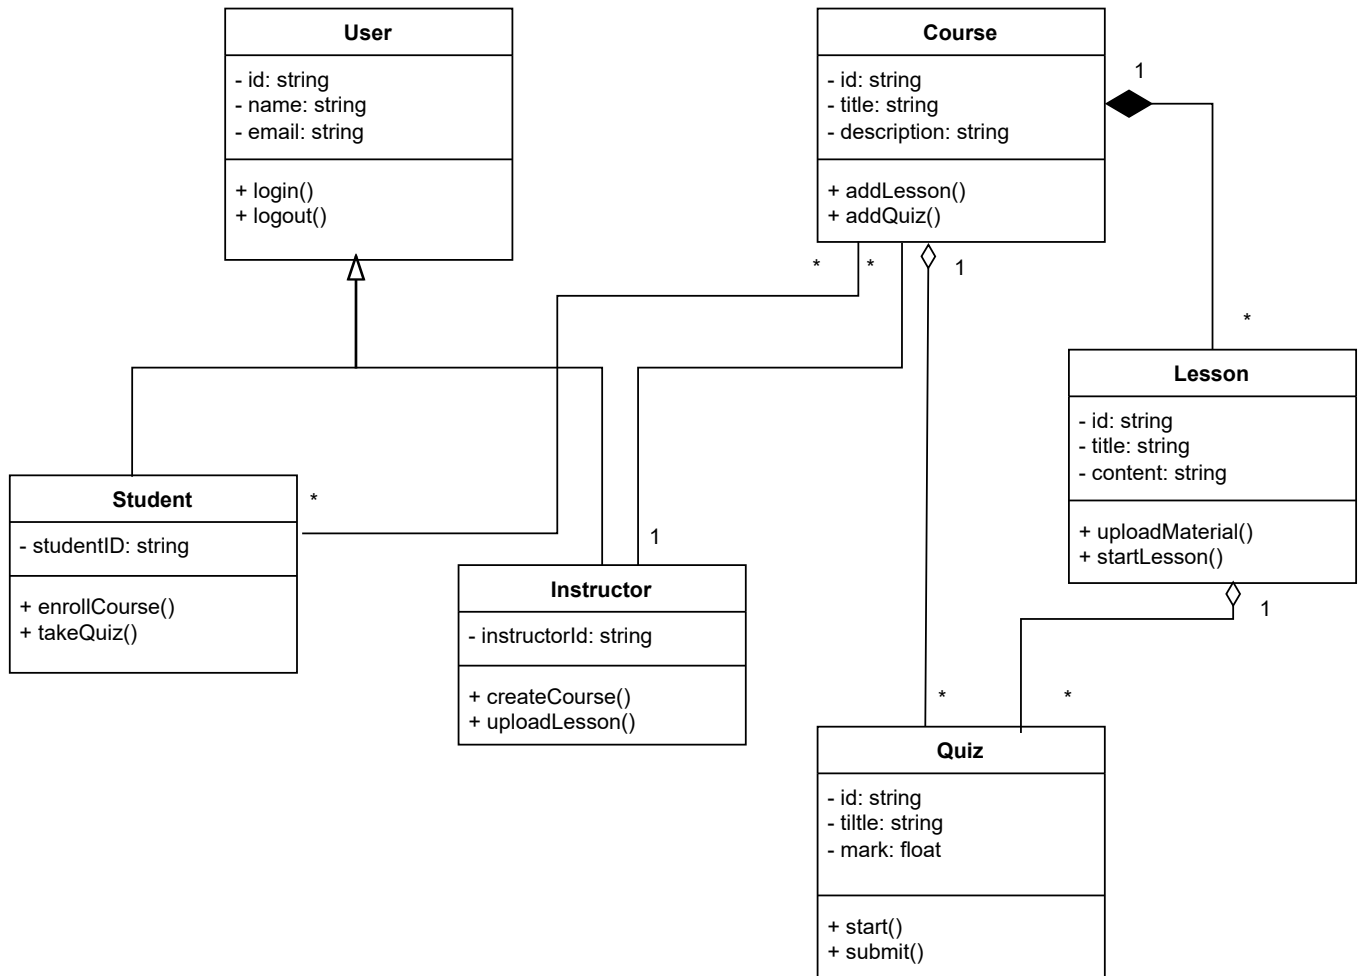 User
- id: string
- name: string
- email: string
+ login()
+ logout()
Course
- id: string
- title: string
- description: string
+ addLesson()
+ addQuiz()
1
*
*
1
*
Lesson
- id: string
- title: string
- content: string
+ uploadMaterial()
+ startLesson()
1
Student
- studentID: string
+ enrollCourse()
+ takeQuiz()
*
1
Instructor
- instructorId: string
+ createCourse()
+ uploadLesson()
*
*
Quiz
- id: string
- tiltle: string
- mark: float
+ start()
+ submit()